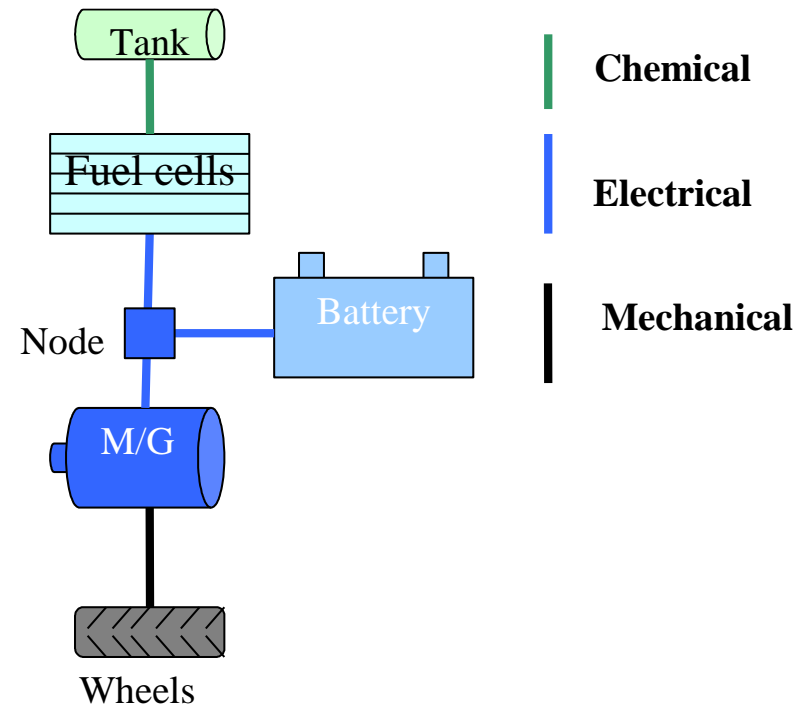 Tank
Chemical
Fuel cells
Electrical
Battery
Mechanical
Node
M/G
Wheels